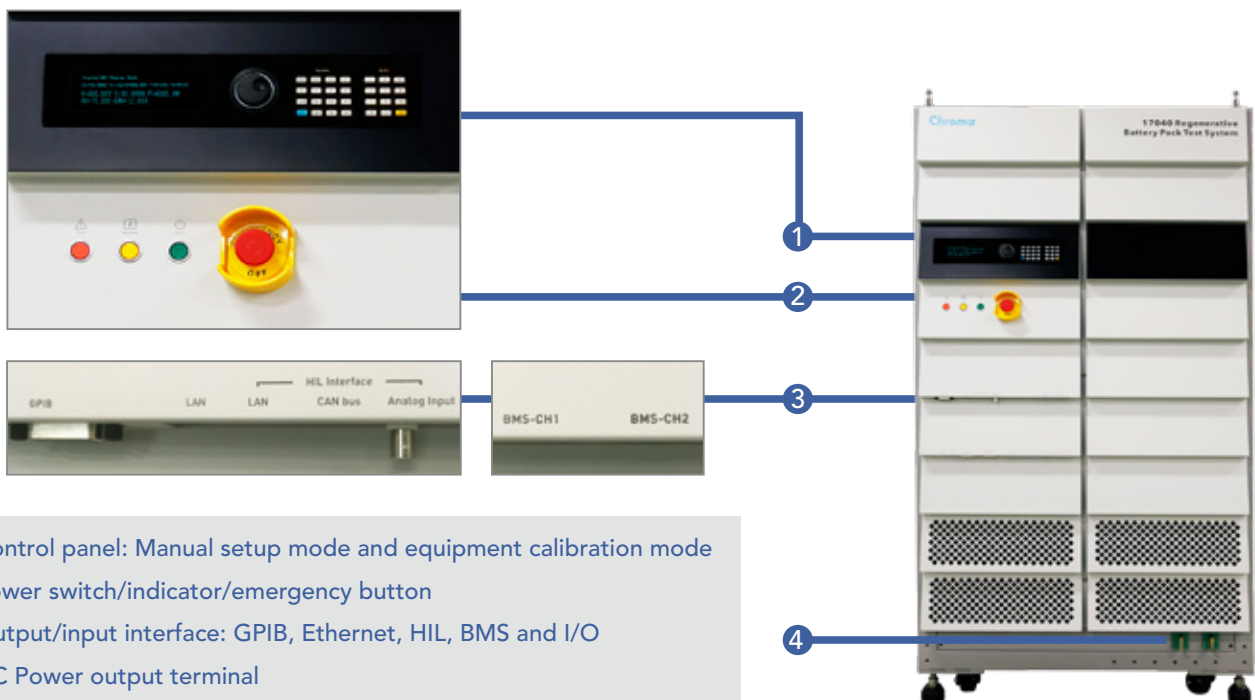 OFF
1
2
3
4
GPIB
LAN
HIL Interface
LAN
CAN bus
Analog Input
BMS-CH1
BMS-CH2
Chroma
17040 Regenerative
Battery Pack Test System
ontrol panel: Manual setup mode and equipment calibration mode
ower switch/indicator/emergency button
utput/input interface: GPIB, Ethernet, HIL, BMS and I/O
C Power output terminal